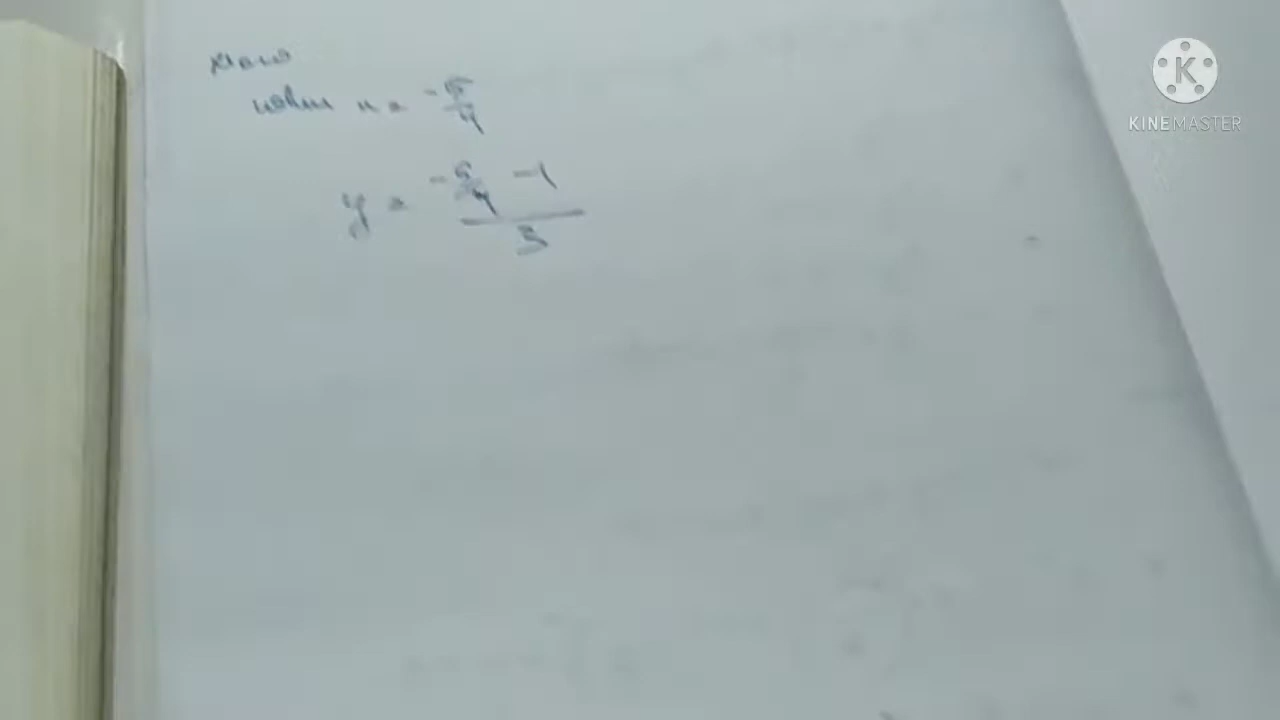 Now
when x = -5/4
y = (-5/4 - 1)/3
K
KINEMASTER